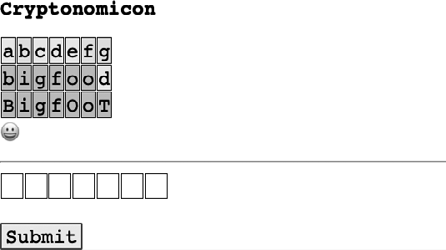 Cryptonomicon
abcdefg
bigfood
BigfOoT
Submit